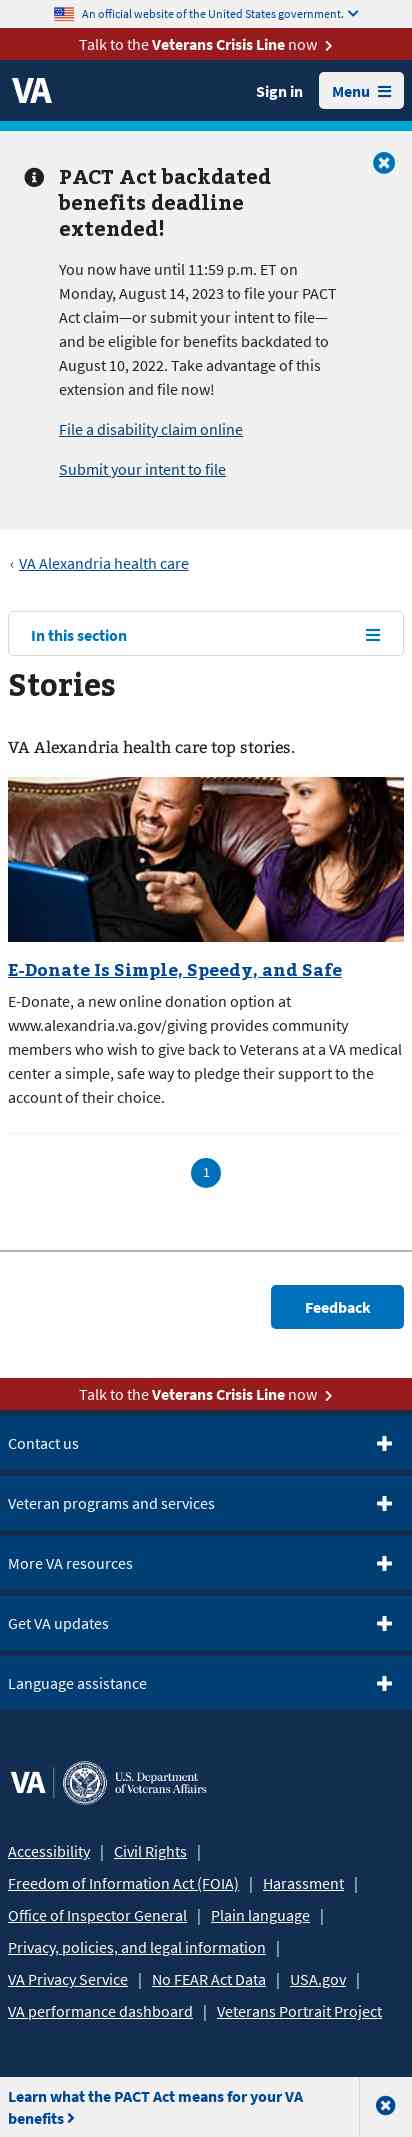 An official website of the United States government.
Talk to the Veterans Crisis Line now
VA
Sign in
Menu
PACT Act backdated
benefits deadline
extended!
You now have until 11:59 p.m. ET on
Monday, August 14, 2023 to file your PACT
Act claim—or submit your intent to file—
and be eligible for benefits backdated to
August 10, 2022. Take advantage of this
extension and file now!
File a disability claim online
Submit your intent to file
‹ VA Alexandria health care
In this section
Stories
VA Alexandria health care top stories.
E-Donate Is Simple, Speedy, and Safe
E-Donate, a new online donation option at
www.alexandria.va.gov/giving provides community
members who wish to give back to Veterans at a VA medical
center a simple, safe way to pledge their support to the
account of their choice.
1
Feedback
Talk to the Veterans Crisis Line now
Contact us
Veteran programs and services
More VA resources
Get VA updates
Language assistance
VA | U.S. Department
of Veterans Affairs
Accessibility | Civil Rights |
Freedom of Information Act (FOIA) | Harassment |
Office of Inspector General | Plain language |
Privacy, policies, and legal information |
VA Privacy Service | No FEAR Act Data | USA.gov |
VA performance dashboard | Veterans Portrait Project
Learn what the PACT Act means for your VA
benefits